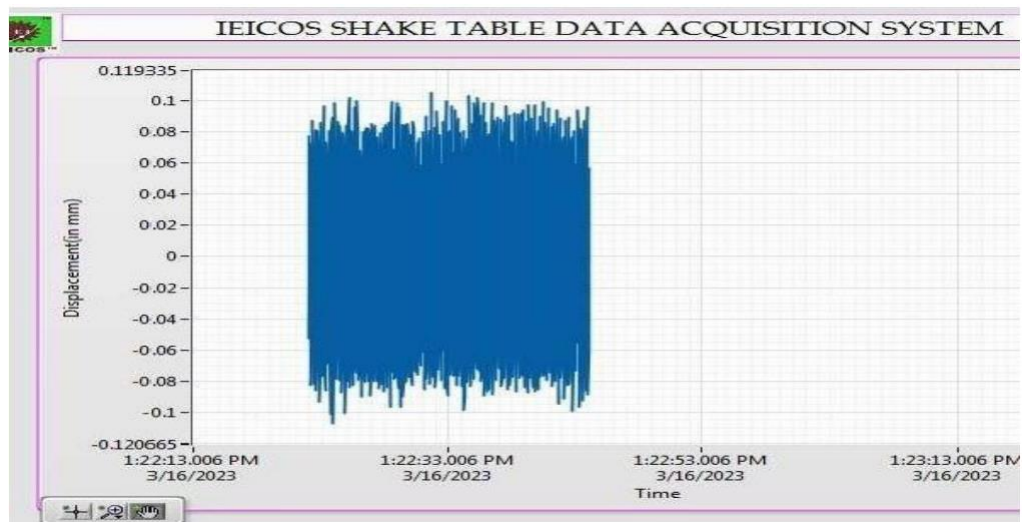 IEICOS SHAKE TABLE DATA ACQUISITION SYSTEM
ICOS™
0.119335
0.1
0.08
0.06
0.04
0.02
0
-0.02
-0.04
-0.06
-0.08
-0.1
-0.120665
Displacement(in mm)
1:22:13.006 PM 1:22:33.006 PM 1:22:53.006 PM 1:23:13.006 PM
3/16/2023 3/16/2023 3/16/2023 3/16/2023
Time